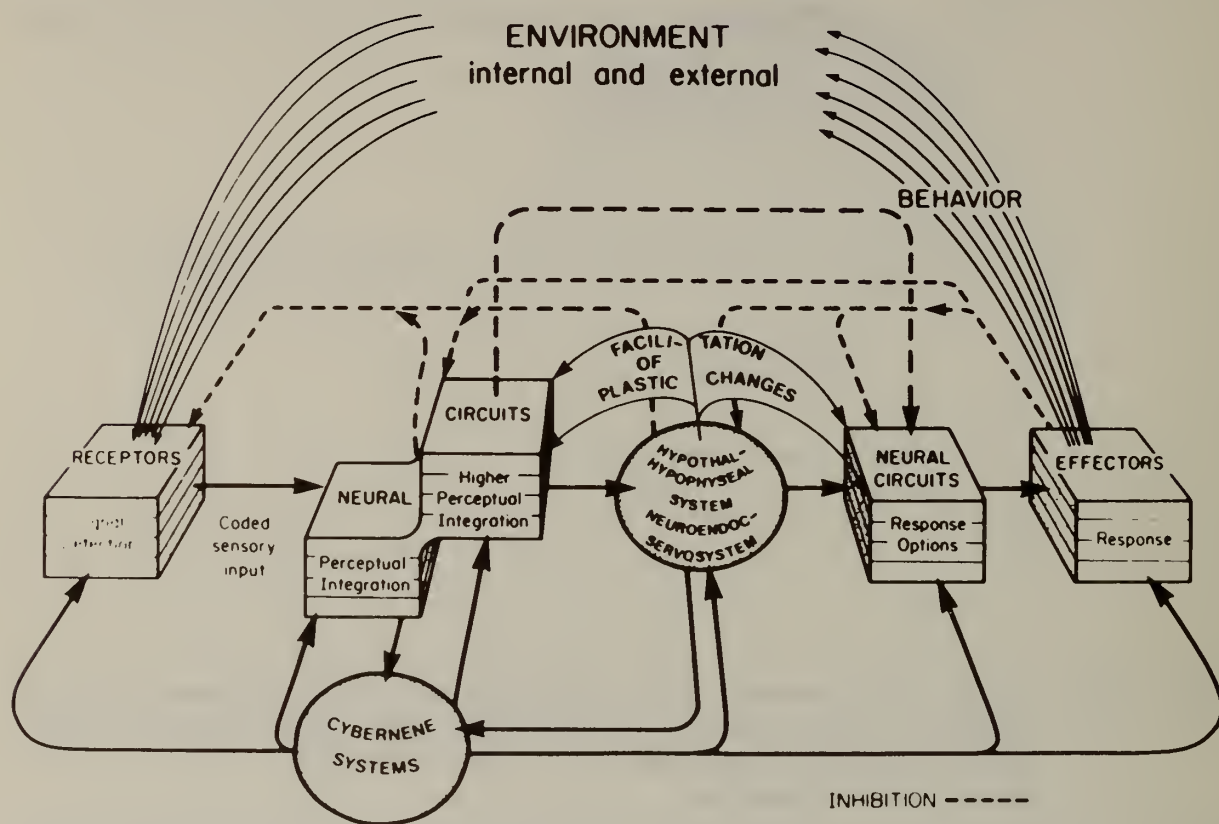 ENVIRONMENT
internal and external
BEHAVIOR
FACILI-
TATION
OF
PLASTIC
CHANGES
RECEPTORS
Coded
sensory
input
NEURAL
Perceptual
Integration
CIRCUITS
Higher
Perceptual
Integration
HYPOTHAL-
HYPOPHYSEAL
SYSTEM
NEUROENDOC-
SERVOSYSTEM
NEURAL
CIRCUITS
Response
Options
EFFECTORS
Response
CYBERNENE
SYSTEMS
INHIBITION